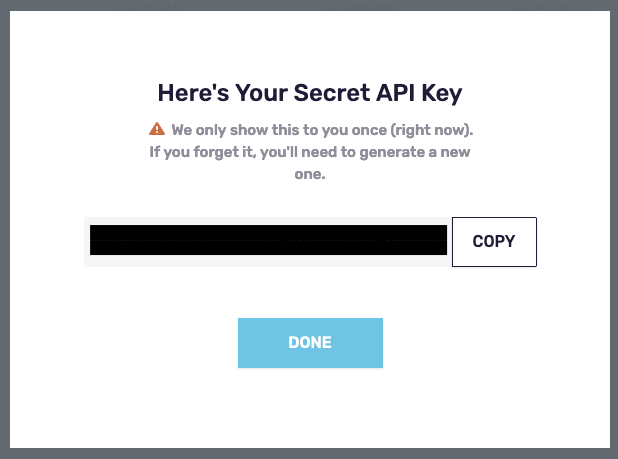 Here's Your Secret API Key
We only show this to you once (right now).
If you forget it, you'll need to generate a new
one.
COPY
DONE